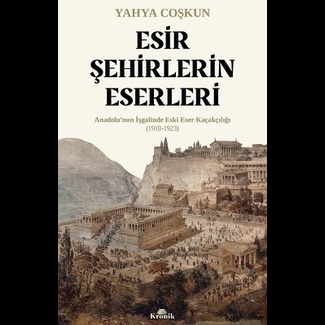 YAHYA COŞKUN
ESİR
ŞEHİRLERİN
ESERLERİ
Anadolu'nun İşgalinde Eski Eser Kaçakçılığı
(1918-1923)
Kronik